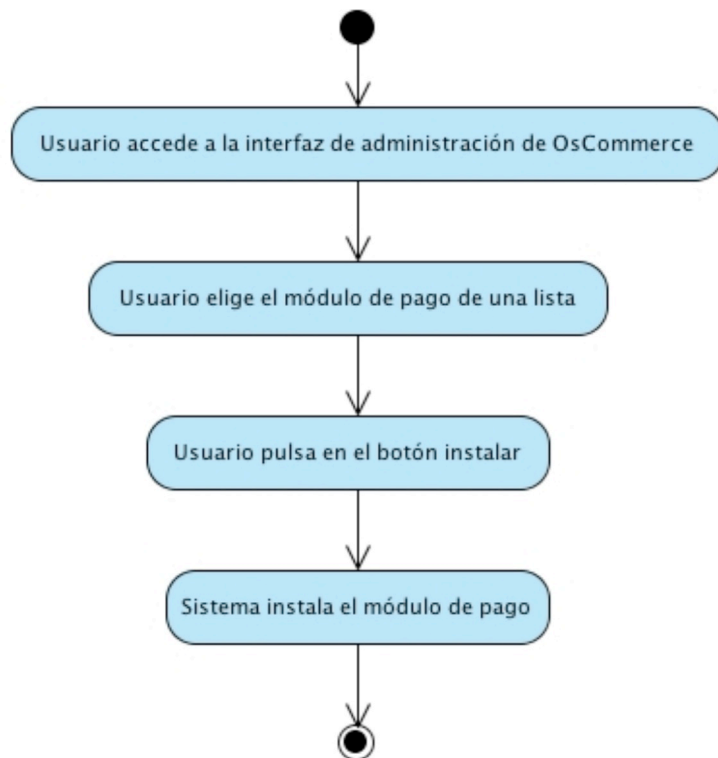 Usuario accede a la interfaz de administración de OsCommerce
Usuario elige el módulo de pago de una lista
Usuario pulsa en el botón instalar
Sistema instala el módulo de pago